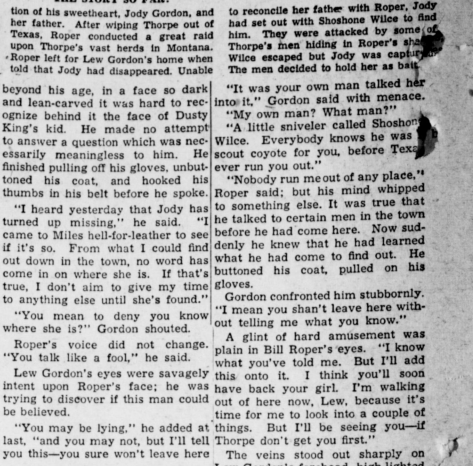 THE STORY SO FAR:
tion of his sweetheart, Jody Gordon, and
her father. After wiping Thorpe out of
Texas, Roper conducted a great raid
upon Thorpe's vast herds in Montana.
Roper left for Lew Gordon's home when
told that Jody had disappeared. Unable
to reconcile her father with Roper, Jody
had set out with Shoshone Wilce to find
him. They were attacked by some of
Thorpe's men hiding in Roper's
Wilce escaped but Jody was
The men decided to hold her as bait.
beyond his age, in a face so dark
and lean-carved it was hard to rec-
ognize behind it the face of Dusty
King's kid. He made no attempt
to answer a question which was nec-
essarily meaningless to him. He
finished pulling off his gloves, unbut-
toned his coat, and hooked his
thumbs in his belt before he spoke.
"I heard yesterday that Jody has
turned up missing," he said. "I
came to Miles hell-for-leather to see
if it's so. From what I could find
out down in the town, no word has
come in on where she is. If that's
true, I don't aim to give my time
to anything else until she's found."
"You mean to deny you know
where she is?" Gordon shouted.
Roper's voice did not change.
"You talk like a fool," he said.
Lew Gordon's eyes were savagely
intent upon Roper's face; he was
trying to discover if this man could
be believed.
"You may be lying," he added at
last, "and you may not, but I'll tell
you this—you sure won't leave here
"It was your own man talked her
into it," Gordon said with menace.
"My own man? What man?"
"A little sniveler called Shoshone
Wilce. Everybody knows he was
scout coyote for you, before Texas
ever run you out."
"Nobody run me out of any place,"
Roper said; but his mind whipped
to something else. It was true that
he talked to certain men in the town
before he had come here. Now sud-
denly he knew that he had learned
what he had come to find out. He
buttoned his coat, pulled on his
gloves.
Gordon confronted him stubbornly.
"I mean you shan't leave here with-
out telling me what you know."
A glint of hard amusement was
plain in Bill Roper's eyes. "I know
what you've told me. But I'll add
this onto it. I think you'll soon
have back your girl. I'm walking
out of here now, Lew, because it's
time for me to look into a couple of
things. But I'll be seeing you—if
Thorpe don't get you first."
The veins stood out sharply on